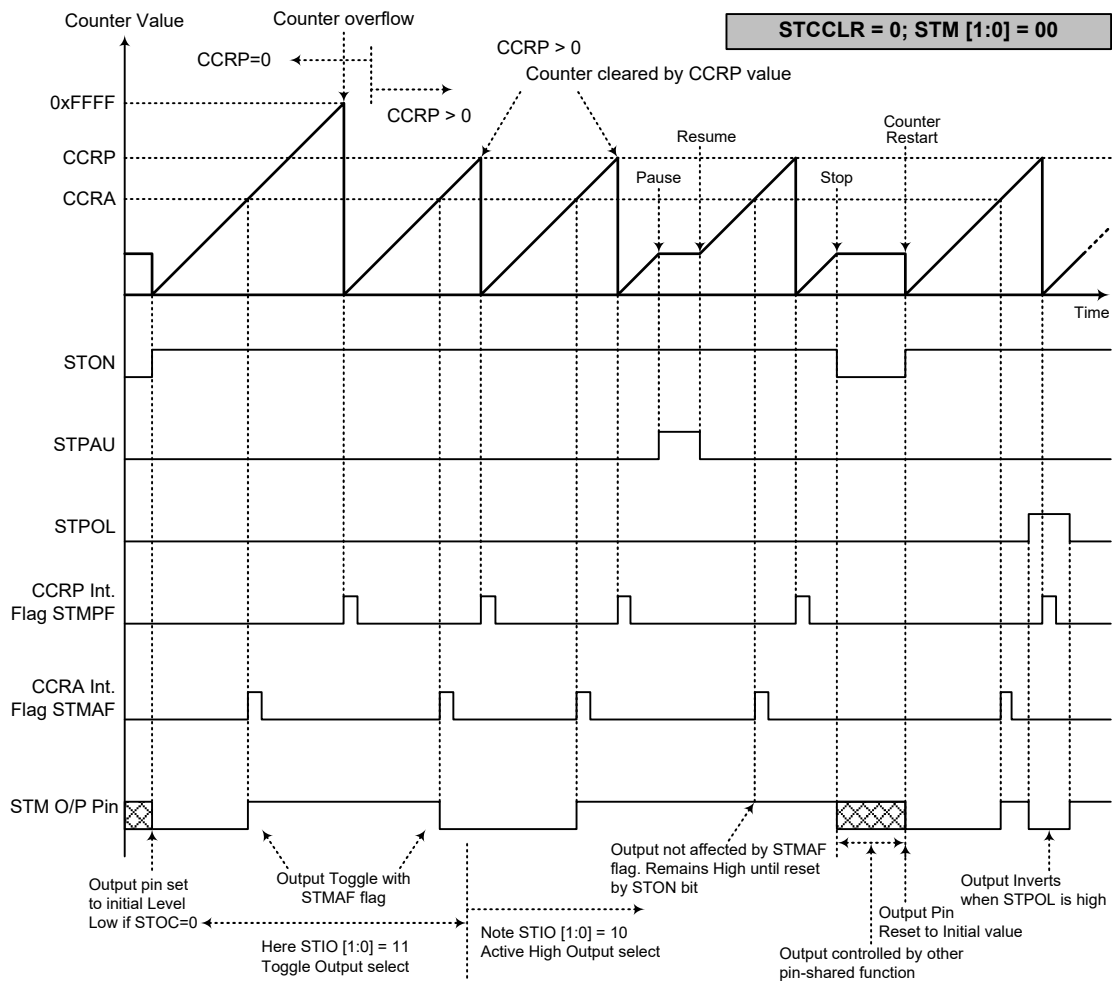 Counter Value
Counter overflow
STCCLR = 0; STM [1:0] = 00
CCRP=0
CCRP > 0
CCRP > 0
Counter cleared by CCRP value
0xFFFF
CCRP
CCRA
Pause
Resume
Stop
Counter
Restart
Time
STON
STPAU
STPOL
CCRP Int.
Flag STMPF
CCRA Int.
Flag STMAF
STM O/P Pin
Output pin set
to initial Level
Low if STOC=0
Output Toggle with
STMAF flag
Here STIO [1:0] = 11
Toggle Output select
Note STIO [1:0] = 10
Active High Output select
Output not affected by STMAF
flag. Remains High until reset
by STON bit
Output controlled by other
pin-shared function
Output Pin
Reset to Initial value
Output Inverts
when STPOL is high